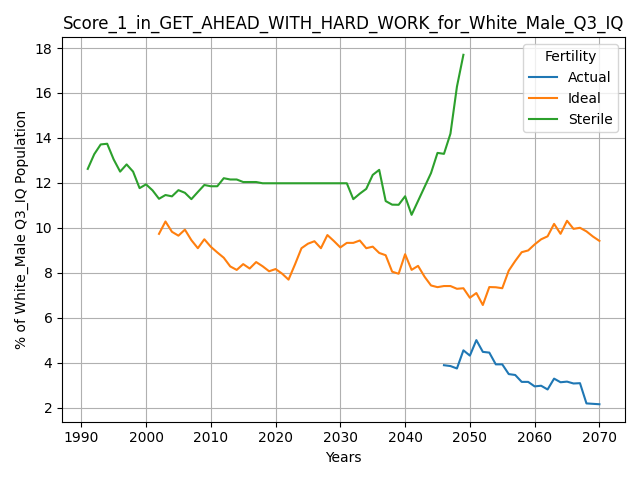 Score_1_in_GET_AHEAD_WITH_HARD_WORK_for_White_Male_Q3_IQ
% of White_Male Q3_IQ Population
18
16
14
12
10
8
6
4
2
Fertility
Actual
Ideal
Sterile
1990 2000 2010 2020 2030 2040 2050 2060 2070
Years